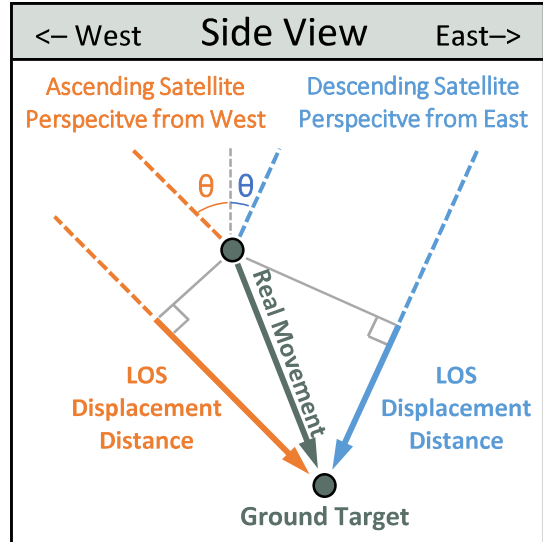 <– West Side View East–>
Ascending Satellite
Perspecitve from West
Descending Satellite
Perspecitve from East
θ θ
Real Movement
LOS
Displacement
Distance
LOS
Displacement
Distance
Ground Target